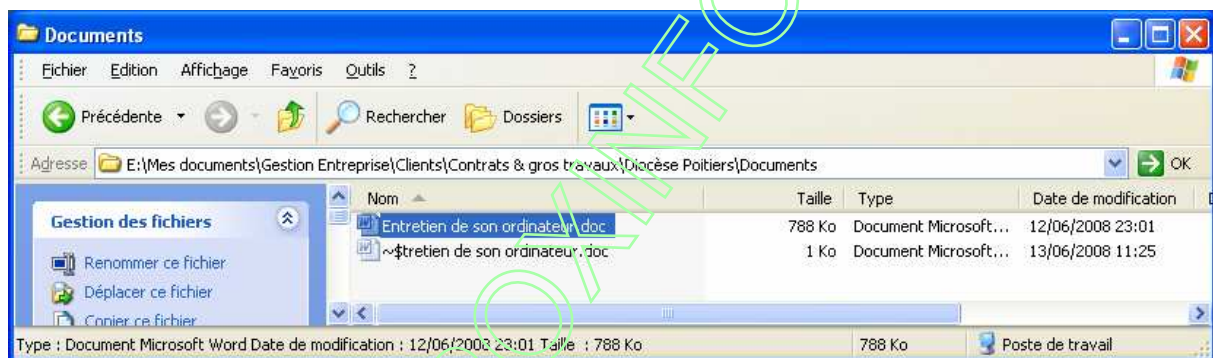 Documents
Fichier Edition Affichage Favoris Outils ?
Précédente Rechercher Dossiers
Adresse E:\Mes documents\Gestion Entreprise\Clients\Contrats & gros travaux\Diocèse Poitiers\Documents OK
Nom Taille Type Date de modification
Gestion des fichiers
Entretien de son ordinateur.doc 788 Ko Document Microsoft... 12/06/2008 23:01
~$tretien de son ordinateur.doc 1 Ko Document Microsoft... 13/06/2008 11:25
Renommer ce fichier
Déplacer ce fichier
Copier ce fichier
Type : Document Microsoft Word Date de modification : 12/06/2008 23:01 Taille : 788 Ko 788 Ko Poste de travail